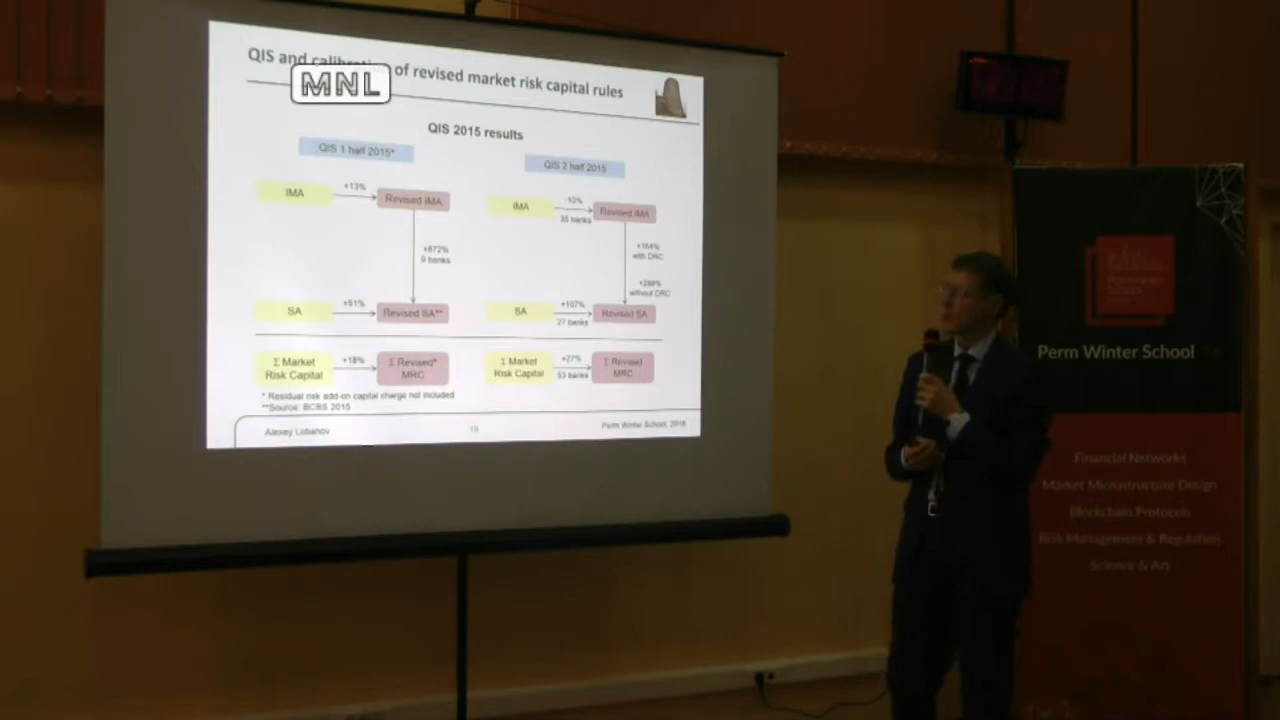 QIS and calibration of revised market risk capital rules
MNL
QIS 2015 results
QIS 1 half 2015*
IMA
+13%
Revised IMA
+872%
9 banks
SA
+51%
Revised SA**
Σ Market
Risk Capital
+18%
Σ Revised*
MRC
QIS 2 half 2015
IMA
-10%
35 banks
Revised IMA
+164%
with DRC
without DRC
SA
+107%
27 banks
Revised SA
Σ Market
Risk Capital
+27%
53 banks
Σ Revised
MRC
* Residual risk add-on capital charge not included
**Source: BCBS 2015
Alexey Lobanov
19
Perm Winter School, 2016
Perm Winter School
Financial Networks
Market Microstructure Design
Blockchain Protocols
Risk Management & Regulation
Science & Art